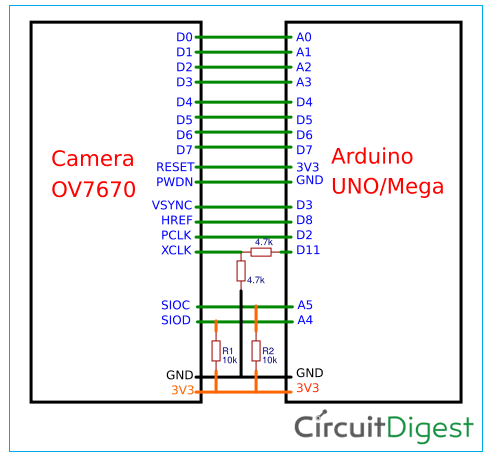 D0 A0
D1 A1
D2 A2
D3 A3
D4 D4
D5 D5
D6 D6
D7 D7
Camera
OV7670
Arduino
UNO/Mega
RESET 3V3
PWDN GND
VSYNC D3
HREF D8
PCLK D2
4.7k
XCLK D11
4.7k
SIOC A5
SIOD A4
R1 R2
10k 10k
GND GND
3V3 3V3
CircuitDigest